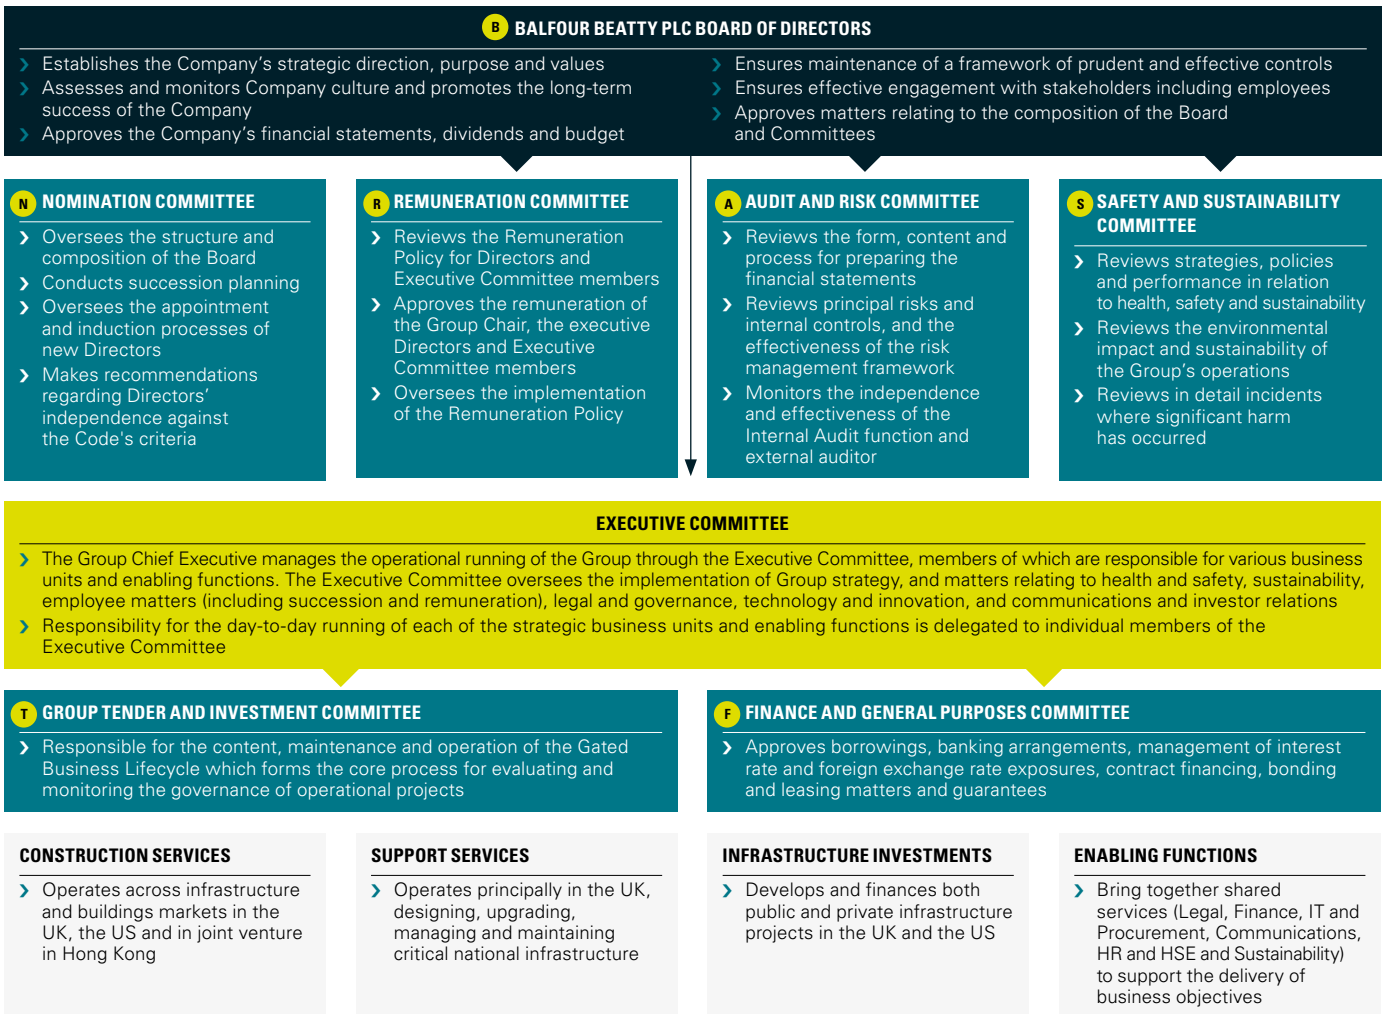 B BALFOUR BEATTY PLC BOARD OF DIRECTORS
› Establishes the Company's strategic direction, purpose and values
› Assesses and monitors Company culture and promotes the long-term
success of the Company
› Approves the Company's financial statements, dividends and budget
› Ensures maintenance of a framework of prudent and effective controls
› Ensures effective engagement with stakeholders including employees
› Approves matters relating to the composition of the Board
and Committees
N NOMINATION COMMITTEE
› Oversees the structure and
composition of the Board
› Conducts succession planning
› Oversees the appointment
and induction processes of
new Directors
› Makes recommendations
regarding Directors'
independence against
the Code's criteria
R REMUNERATION COMMITTEE
› Reviews the Remuneration
Policy for Directors and
Executive Committee members
› Approves the remuneration of
the Group Chair, the executive
Directors and Executive
Committee members
› Oversees the implementation
of the Remuneration Policy
A AUDIT AND RISK COMMITTEE
› Reviews the form, content and
process for preparing the
financial statements
› Reviews principal risks and
internal controls, and the
effectiveness of the risk
management framework
› Monitors the independence
and effectiveness of the
Internal Audit function and
external auditor
S SAFETY AND SUSTAINABILITY
COMMITTEE
› Reviews strategies, policies
and performance in relation
to health, safety and sustainability
› Reviews the environmental
impact and sustainability of
the Group's operations
› Reviews in detail incidents
where significant harm
has occurred
EXECUTIVE COMMITTEE
› The Group Chief Executive manages the operational running of the Group through the Executive Committee, members of which are responsible for various business
units and enabling functions. The Executive Committee oversees the implementation of Group strategy, and matters relating to health and safety, sustainability,
employee matters (including succession and remuneration), legal and governance, technology and innovation, and communications and investor relations
› Responsibility for the day-to-day running of each of the strategic business units and enabling functions is delegated to individual members of the
Executive Committee
T GROUP TENDER AND INVESTMENT COMMITTEE
› Responsible for the content, maintenance and operation of the Gated
Business Lifecycle which forms the core process for evaluating and
monitoring the governance of operational projects
F FINANCE AND GENERAL PURPOSES COMMITTEE
› Approves borrowings, banking arrangements, management of interest
rate and foreign exchange rate exposures, contract financing, bonding
and leasing matters and guarantees
CONSTRUCTION SERVICES
› Operates across infrastructure
and buildings markets in the
UK, the US and in joint venture
in Hong Kong
SUPPORT SERVICES
› Operates principally in the UK,
designing, upgrading,
managing and maintaining
critical national infrastructure
INFRASTRUCTURE INVESTMENTS
› Develops and finances both
public and private infrastructure
projects in the UK and the US
ENABLING FUNCTIONS
› Bring together shared
services (Legal, Finance, IT and
Procurement, Communications,
HR and HSE and Sustainability)
to support the delivery of
business objectives